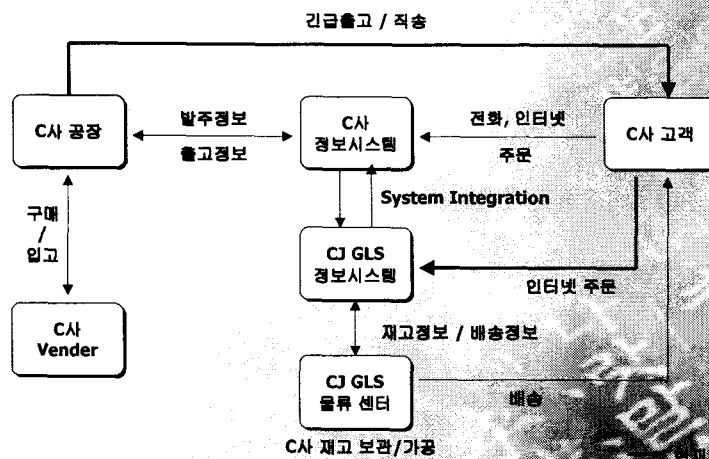 긴급출고 / 직송
C사 공장
발주정보
출고정보
C사
정보시스템
전화, 인터넷
주문
C사 고객
구매
/
입고
System Integration
CJ GLS
정보시스템
인터넷 주문
C사
Vender
재고정보 / 배송정보
CJ GLS
물류 센터
배송
C사 재고 보관/가공